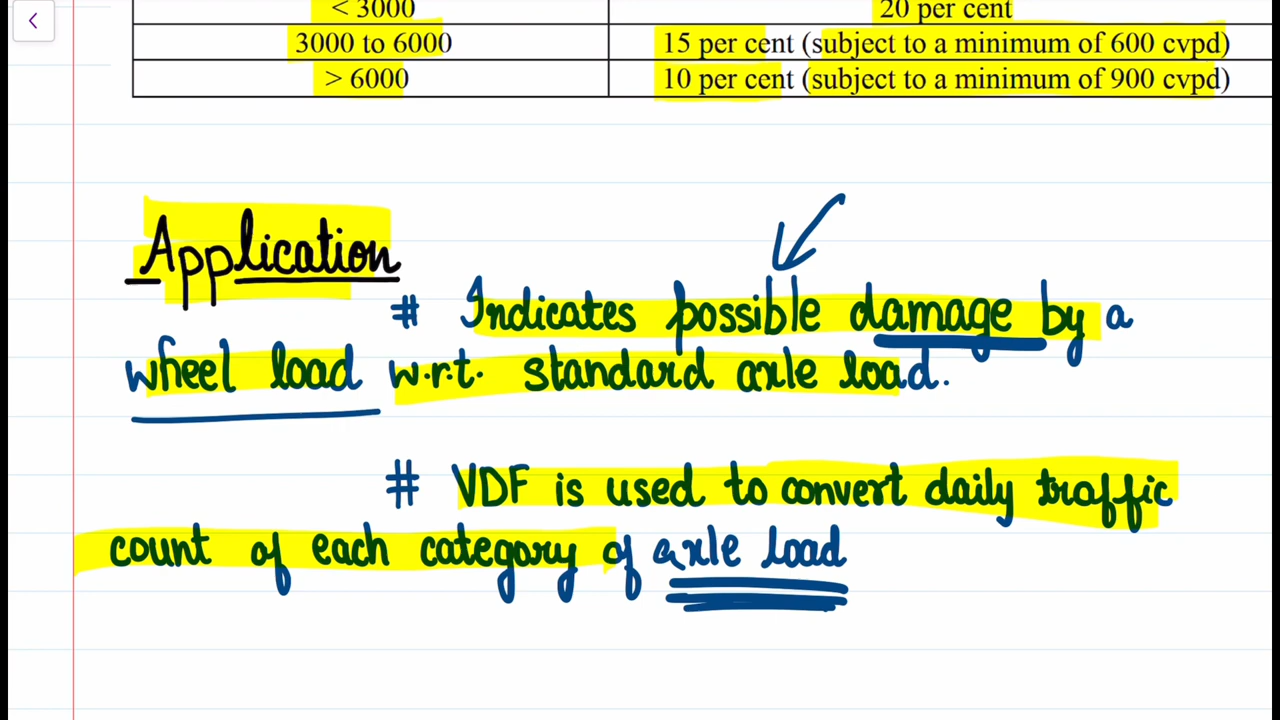 < 3000 20 per cent
3000 to 6000 15 per cent (subject to a minimum of 600 cvpd)
> 6000 10 per cent (subject to a minimum of 900 cvpd)
Application
# Indicates possible damage by a
wheel load w.r.t. standard axle load.
# VDF is used to convert daily traffic
count of each category of axle load